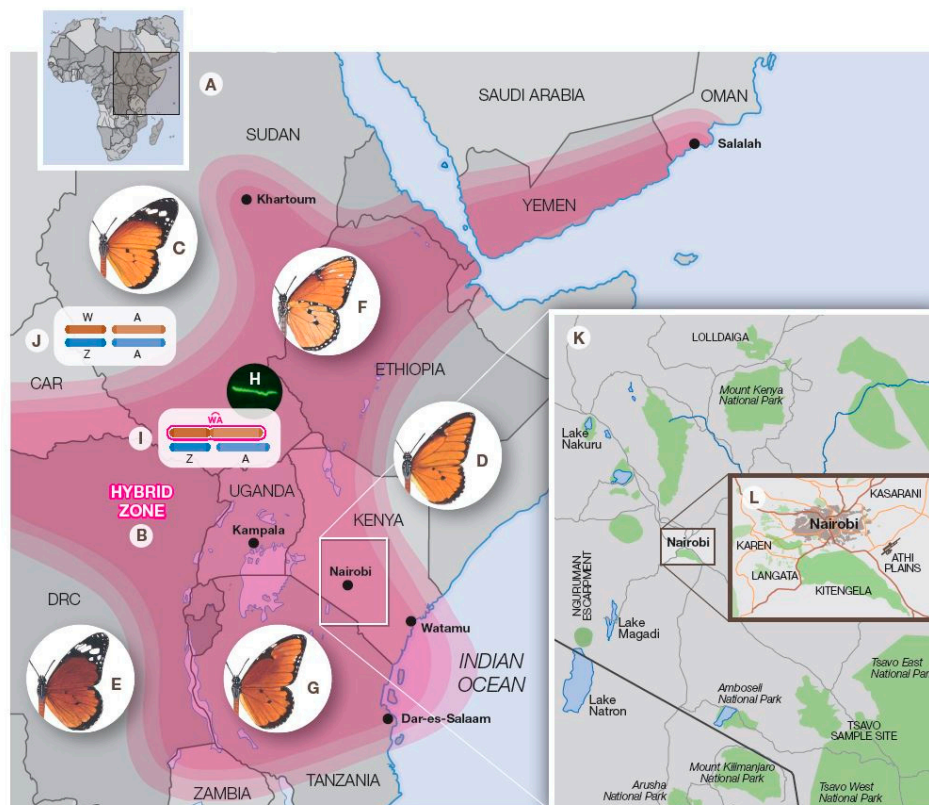 A
SAUDI ARABIA
OMAN
SUDAN
Salalah
Khartoum
YEMEN
C
F
K
LOLLDAIGA
J
W A
Z A
ETHIOPIA
Mount Kenya
National Park
CAR
H
Lake
Nakuru
WA
I
Z A
D
L
KASARANI
HYBRID
ZONE
UGANDA
Nairobi
B
Kampala
KENYA
Nairobi
KAREN
ATHI
PLAINS
LANGATA
KITENGELA
Nairobi
NGURUMAN
ESCARPMENT
DRC
Watamu
Lake
Magadi
E
G
INDIAN
OCEAN
Tsavo East
National Park
Lake
Natron
Amboseli
National Park
Dar-es-Salaam
TSAVO
SAMPLE SITE
TANZANIA
ZAMBIA
Mount Kilimanjaro
National Park
Arusha
National Park
Tsavo West
National Park